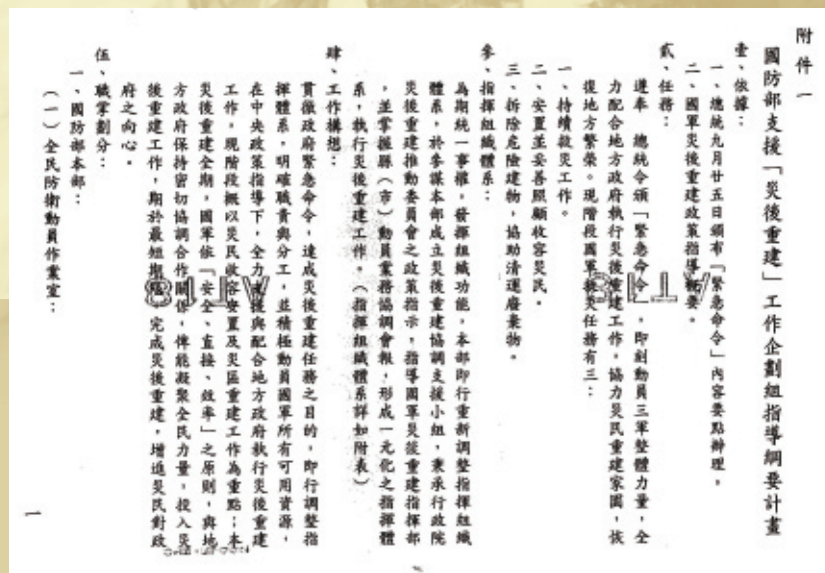 附件一
國防部支援「災後重建」工作企劃組指導綱要計畫
壹、依據：
一、總統九月廿五日頒布「緊急命令」內容要點辦理。
二、國軍災後重建政策指導綱要。
貳、任務：
遵奉　總統令頒「緊急命令」，即刻動員三軍整體力量，全
力配合地方政府執行災後重建工作，協力災民重建家園，恢
復地方繁榮。現階段國軍救災任務有三：
一、持續救災工作。
二、安置並妥善照顧收容災民。
三、拆除危險建物，協助清運廢棄物。
參、指揮組織體系：
為期統一事權，發揮組織功能，本部即行重新調整指揮組織
體系，於參謀本部成立災後重建協調支援小組，秉承行政院
災後重建推動委員會之政策指示，指導國軍災後重建指揮部
，並掌握縣（市）動員業務協調會報，形成一元化之指揮體
系，執行災後重建工作。（指揮組織體系詳如附表）
肆、工作構想：
貫徹政府緊急命令，達成災後重建任務之目的，即行調整指
揮體系，明確職責與分工，並積極動員國軍所有可用資源，
在中央政策指導下，全力支援與配合地方政府執行災後重建
工作。現階段概以災民收容安置及災區重建工作為重點；本
災後重建全期，國軍依「安全、直接、效率」之原則，與地
方政府保持密切協調合作關係，俾能凝聚全民力量，投入災
後重建工作，期於最短期間，完成災後重建，增進災民對政
府之向心。
伍、職掌劃分：
一、國防部本部：
（一）全民防衛動員作業室：
一